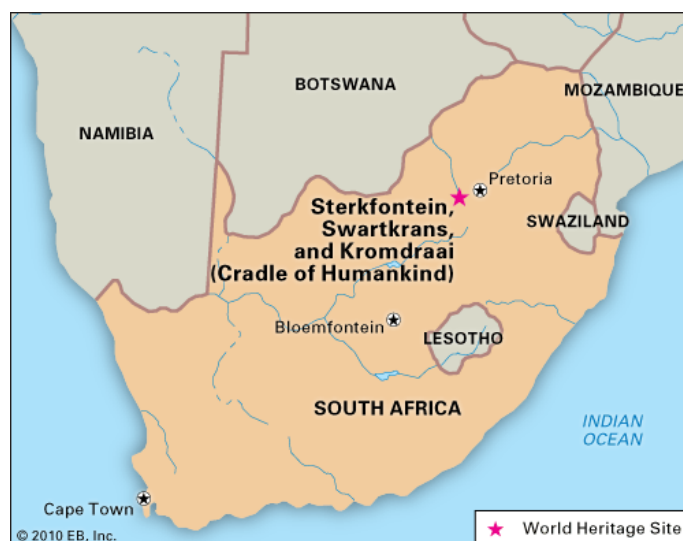 BOTSWANA
MOZAMBIQUE
NAMIBIA
Pretoria
Sterkfontein,
Swartkrans,
and Kromdraai
(Cradle of Humankind)
SWAZILAND
Bloemfontein
LESOTHO
SOUTH AFRICA
INDIAN
OCEAN
Cape Town
© 2010 EB, Inc.
World Heritage Site